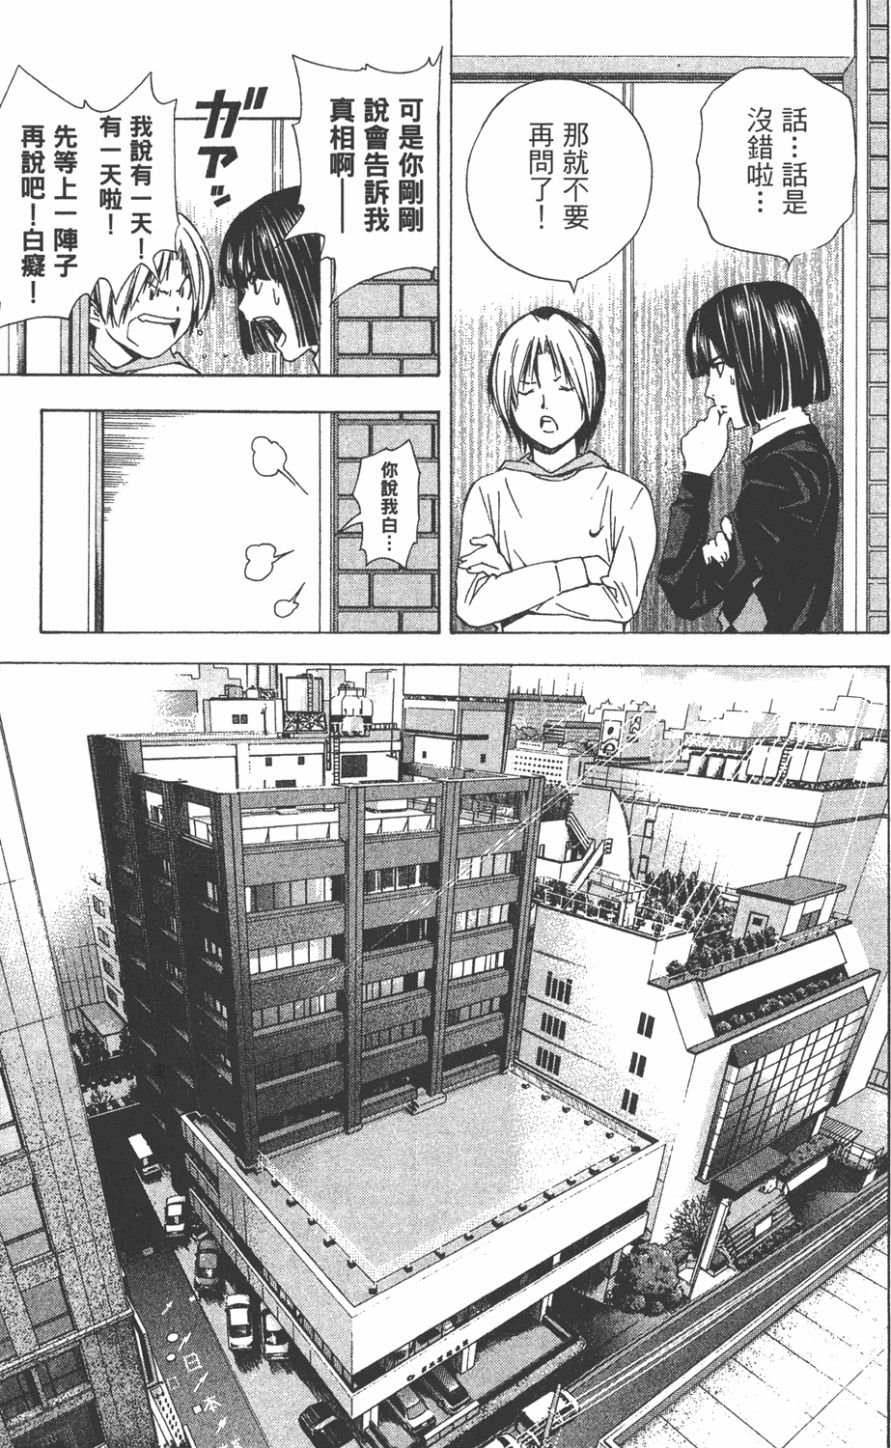 話…話是
沒錯啦…
那就不要
再問了！
可是你剛剛
說會告訴我
真相啊——
ガァッ
我說有一天！
有一天啦！
先等上一陣子
再說吧！白癡！
你說我白…
日
本